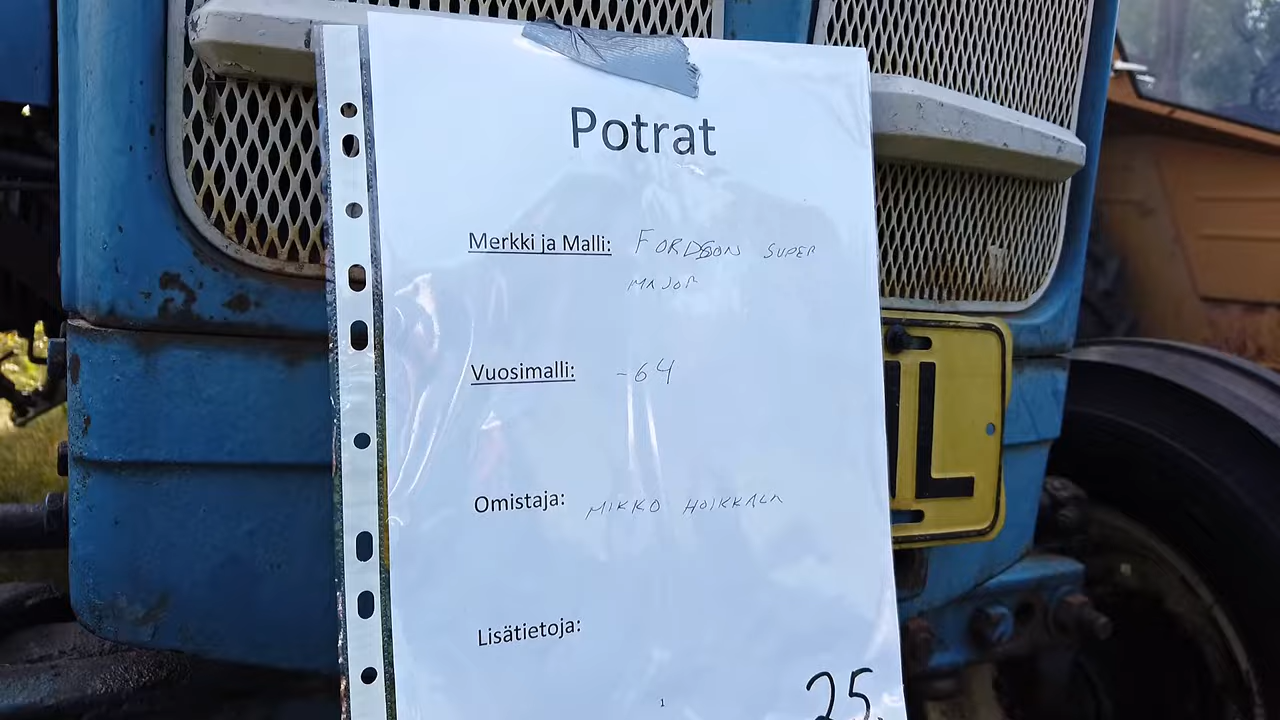 Potrat
Merkki ja Malli: FORDSON SUPER
MAJOR
Vuosimalli: -64
Omistaja: MIKKO HOIKKALA
Lisätietoja:
1
25.
L